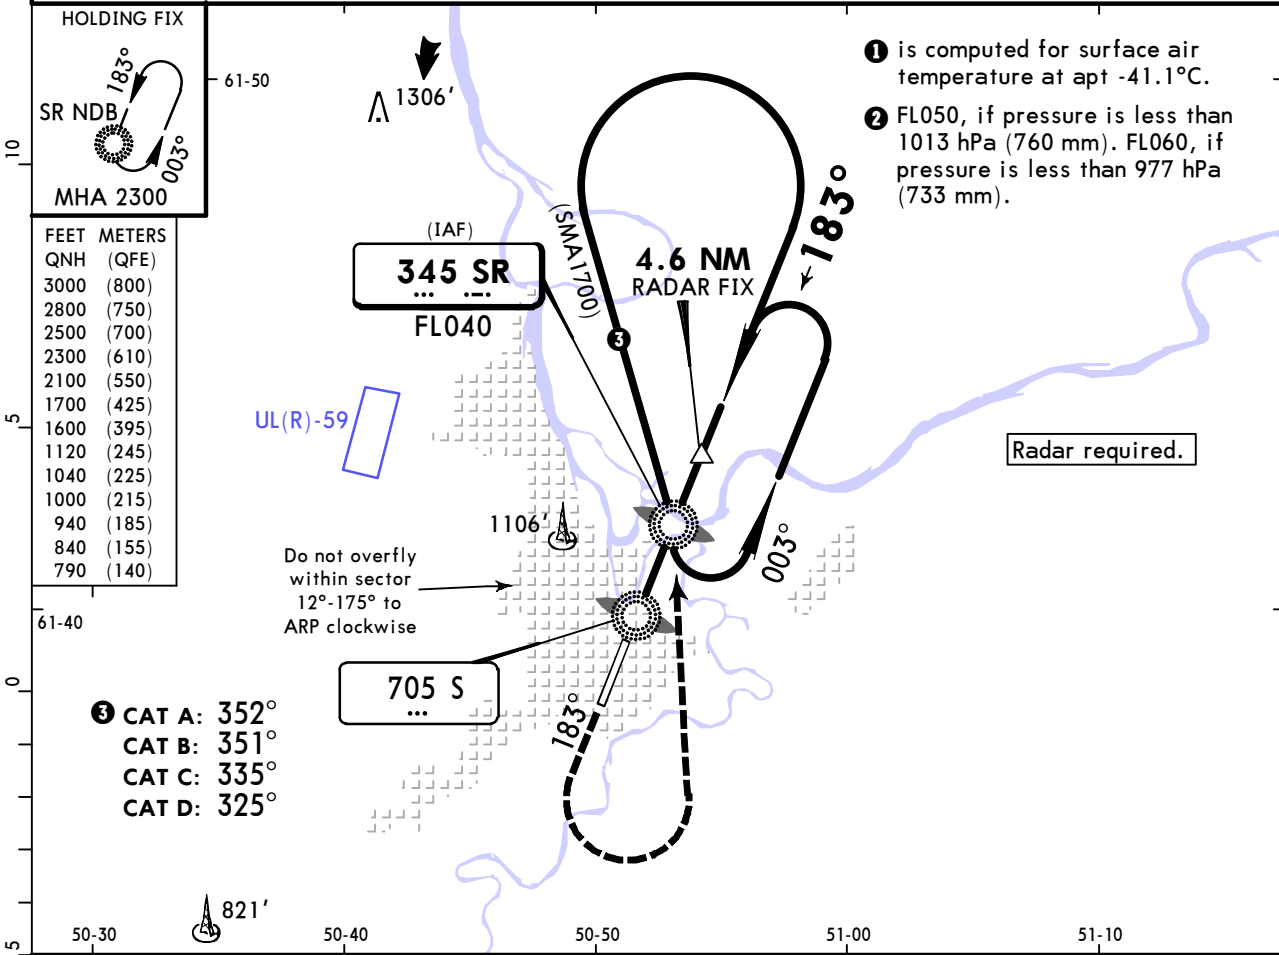 HOLDING FIX
183°
SR NDB
003°
MHA 2300
61-50
1306'
❶ is computed for surface air
temperature at apt -41.1°C.
❷ FL050, if pressure is less than
1013 hPa (760 mm). FL060, if
pressure is less than 977 hPa
(733 mm).
10
FEET METERS
QNH (QFE)
3000 (800)
2800 (750)
2500 (700)
2300 (610)
2100 (550)
1700 (425)
1600 (395)
1120 (245)
1040 (225)
1000 (215)
940 (185)
840 (155)
790 (140)
(IAF)
345 SR
FL040
(SMA1700)
4.6 NM
RADAR FIX
183°
❸
UL(R)-59
5
Radar required.
1106'
003°
Do not overfly
within sector
12°-175° to
ARP clockwise
61-40
705 S
0
183°
❸ CAT A: 352°
CAT B: 351°
CAT C: 335°
CAT D: 325°
821'
5
50-30
50-40
50-50
51-00
51-10